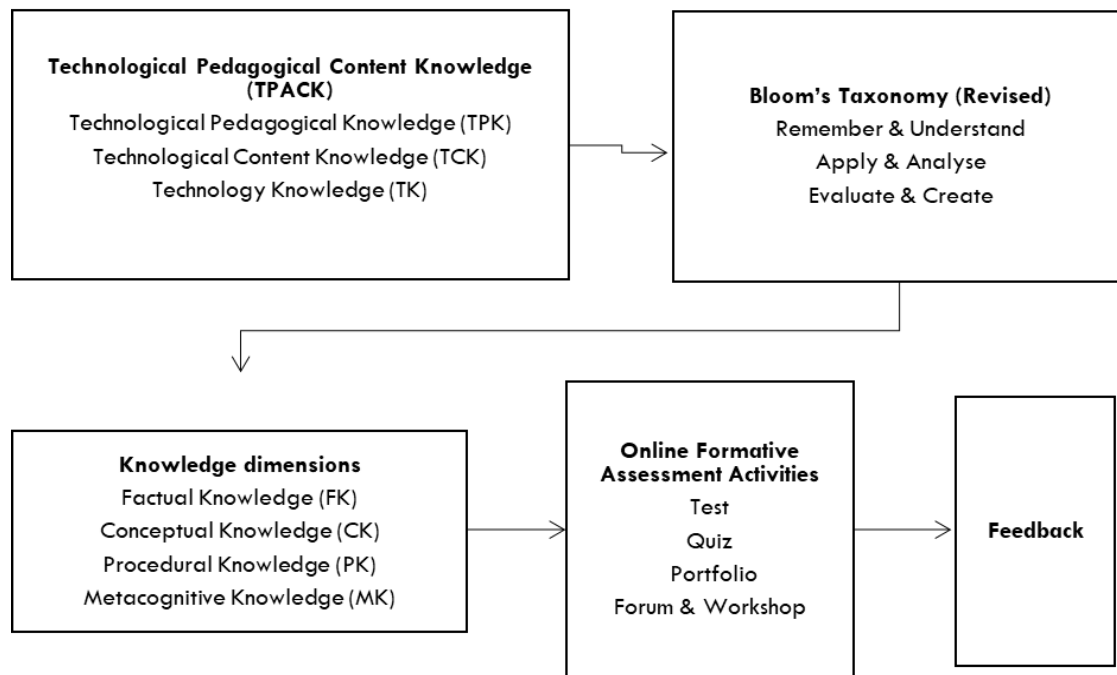 Technological Pedagogical Content Knowledge
(TPACK)
Technological Pedagogical Knowledge (TPK)
Technological Content Knowledge (TCK)
Technology Knowledge (TK)
Bloom’s Taxonomy (Revised)
Remember & Understand
Apply & Analyse
Evaluate & Create
Knowledge dimensions
Factual Knowledge (FK)
Conceptual Knowledge (CK)
Procedural Knowledge (PK)
Metacognitive Knowledge (MK)
Online Formative
Assessment Activities
Test
Quiz
Portfolio
Forum & Workshop
Feedback